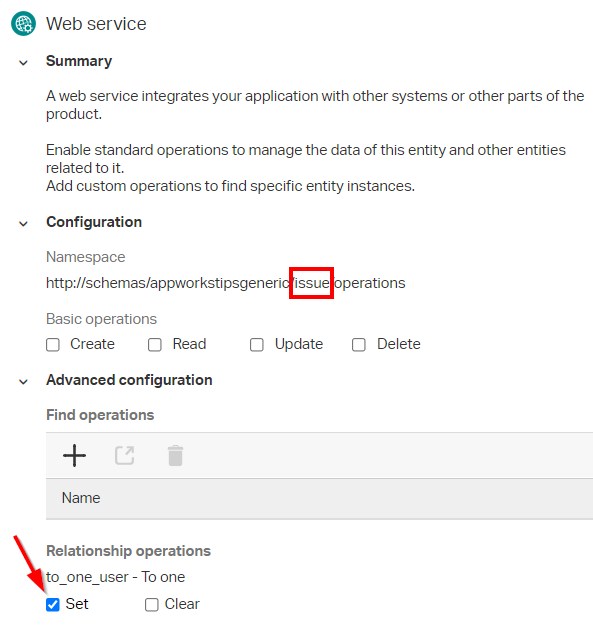 Web service
Summary
A web service integrates your application with other systems or other parts of the
product.
Enable standard operations to manage the data of this entity and other entities
related to it.
Add custom operations to find specific entity instances.
Configuration
Namespace
http://schemas/appworkstipsgeneric/issue/operations
Basic operations
Create Read Update Delete
Advanced configuration
Find operations
Name
Relationship operations
to_one_user - To one
Set Clear